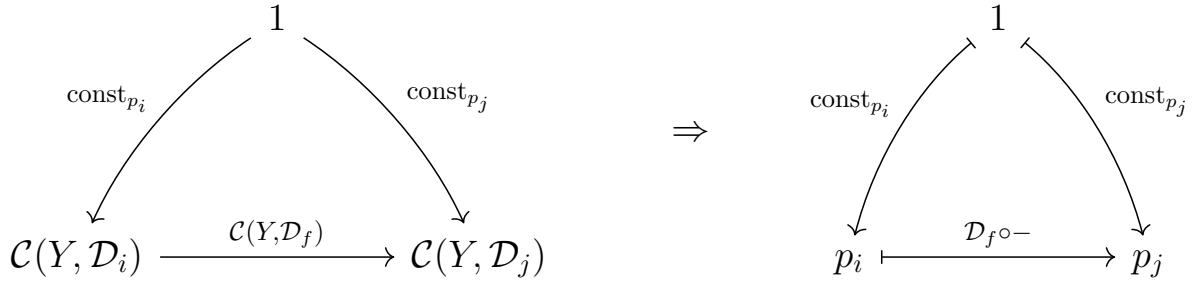 1 1
const_{p_i} const_{p_j} const_{p_i} const_{p_j}
⇒
𝒞(Y,𝒟_f) 𝒟_f∘−
𝒞(Y, 𝒟_i) 𝒞(Y, 𝒟_j) p_i p_j